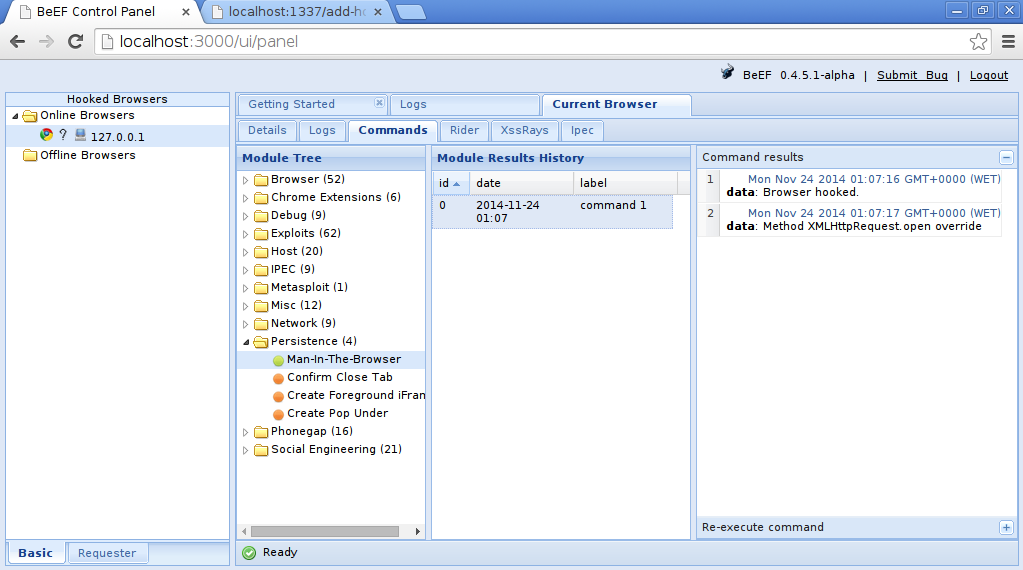 BeEF Control Panel
localhost:1337/add-ho
localhost:3000/ui/panel
BeEF 0.4.5.1-alpha | Submit Bug | Logout
Hooked Browsers
Online Browsers
? 127.0.0.1
Offline Browsers
Basic Requester
Getting Started Logs Current Browser
Details Logs Commands Rider XssRays Ipec
Module Tree
Browser (52)
Chrome Extensions (6)
Debug (9)
Exploits (62)
Host (20)
IPEC (9)
Metasploit (1)
Misc (12)
Network (9)
Persistence (4)
Man-In-The-Browser
Confirm Close Tab
Create Foreground iFran
Create Pop Under
Phonegap (16)
Social Engineering (21)
Module Results History
id date label
0 2014-11-24 command 1
01:07
Command results
1 Mon Nov 24 2014 01:07:16 GMT+0000 (WET)
data: Browser hooked.
2 Mon Nov 24 2014 01:07:17 GMT+0000 (WET)
data: Method XMLHttpRequest.open override
Re-execute command
Ready